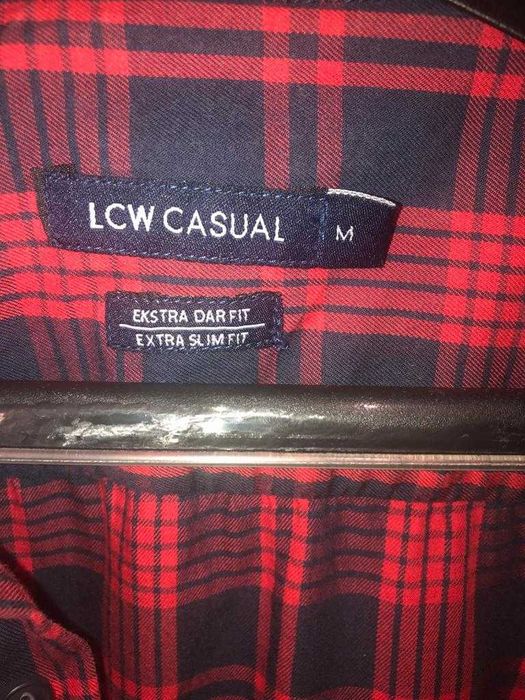 LCW CASUAL M
EKSTRA DAR FIT
EXTRA SLIM FIT